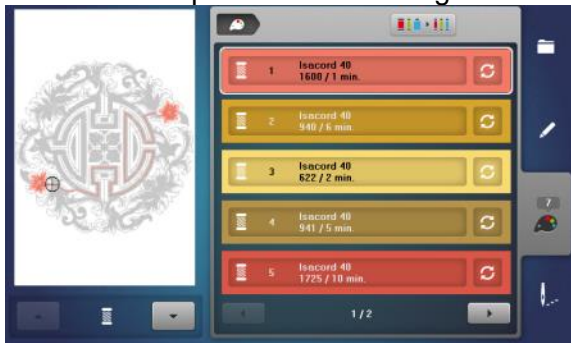 1
Isacord 40
1600 / 1 min.
2
Isacord 40
940 / 6 min.
3
Isacord 40
622 / 2 min.
4
Isacord 40
941 / 5 min.
5
Isacord 40
1725 / 10 min.
1 / 2
7